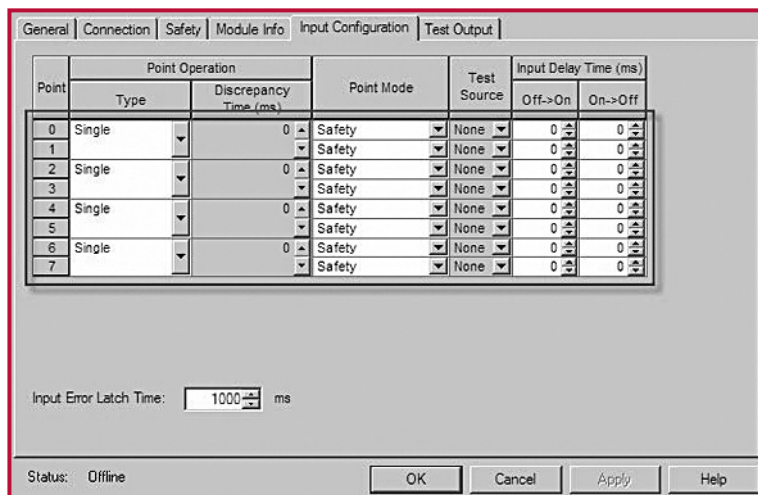 General Connection Safety Module Info Input Configuration Test Output
Point Point Operation Point Mode Test Source Input Delay Time (ms)
Type Discrepancy Time (ms) Off->On On->Off
0 Single 0 Safety None 0 0
1 Safety None 0 0
2 Single 0 Safety None 0 0
3 Safety None 0 0
4 Single 0 Safety None 0 0
5 Safety None 0 0
6 Single 0 Safety None 0 0
7 Safety None 0 0
Input Error Latch Time: 1000 ms
Status: Offline OK Cancel Apply Help